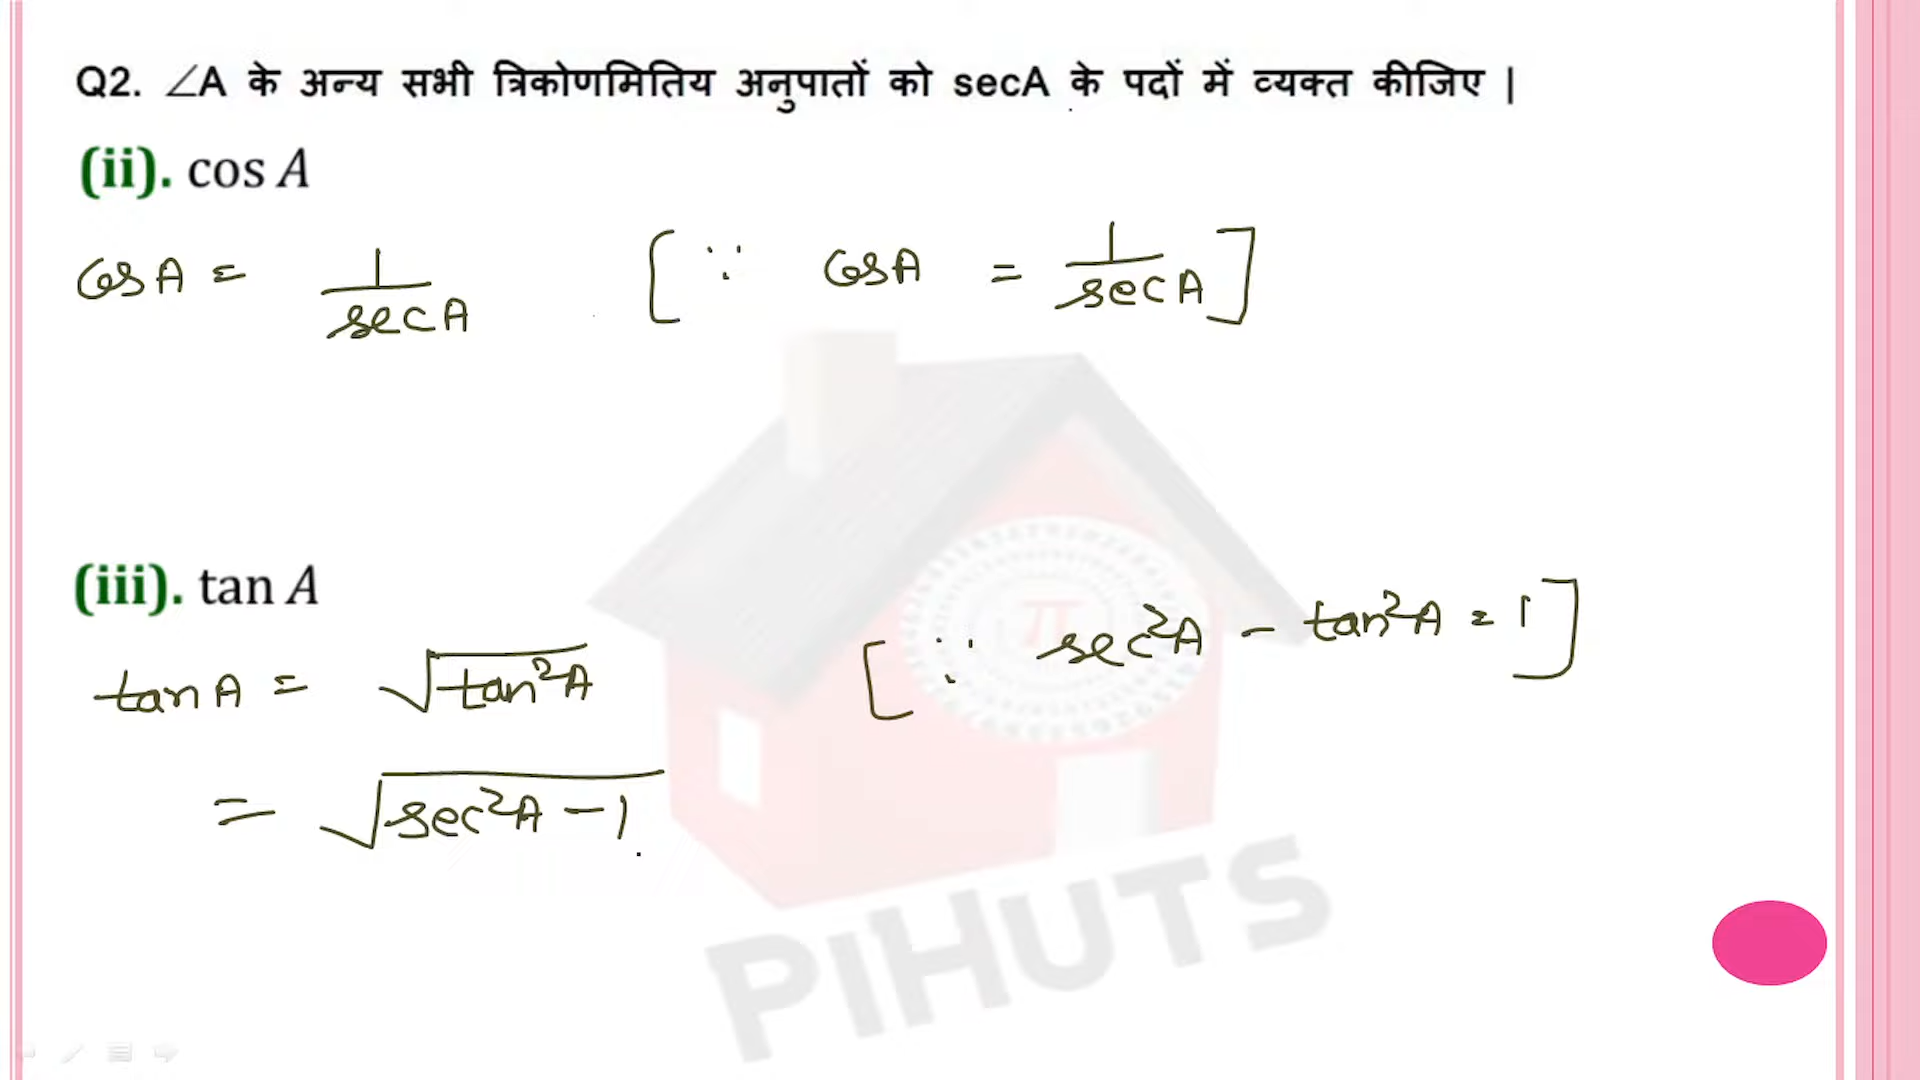 Q2. ∠A के अन्य सभी त्रिकोणमितिय अनुपातों को secA के पदों में व्यक्त कीजिए |
(ii). cos A
cosA = 1/secA [∵ cosA = 1/secA]
(iii). tan A
tanA = √tan²A [∵ sec²A - tan²A = 1]
= √sec²A - 1
π
PiHUTS